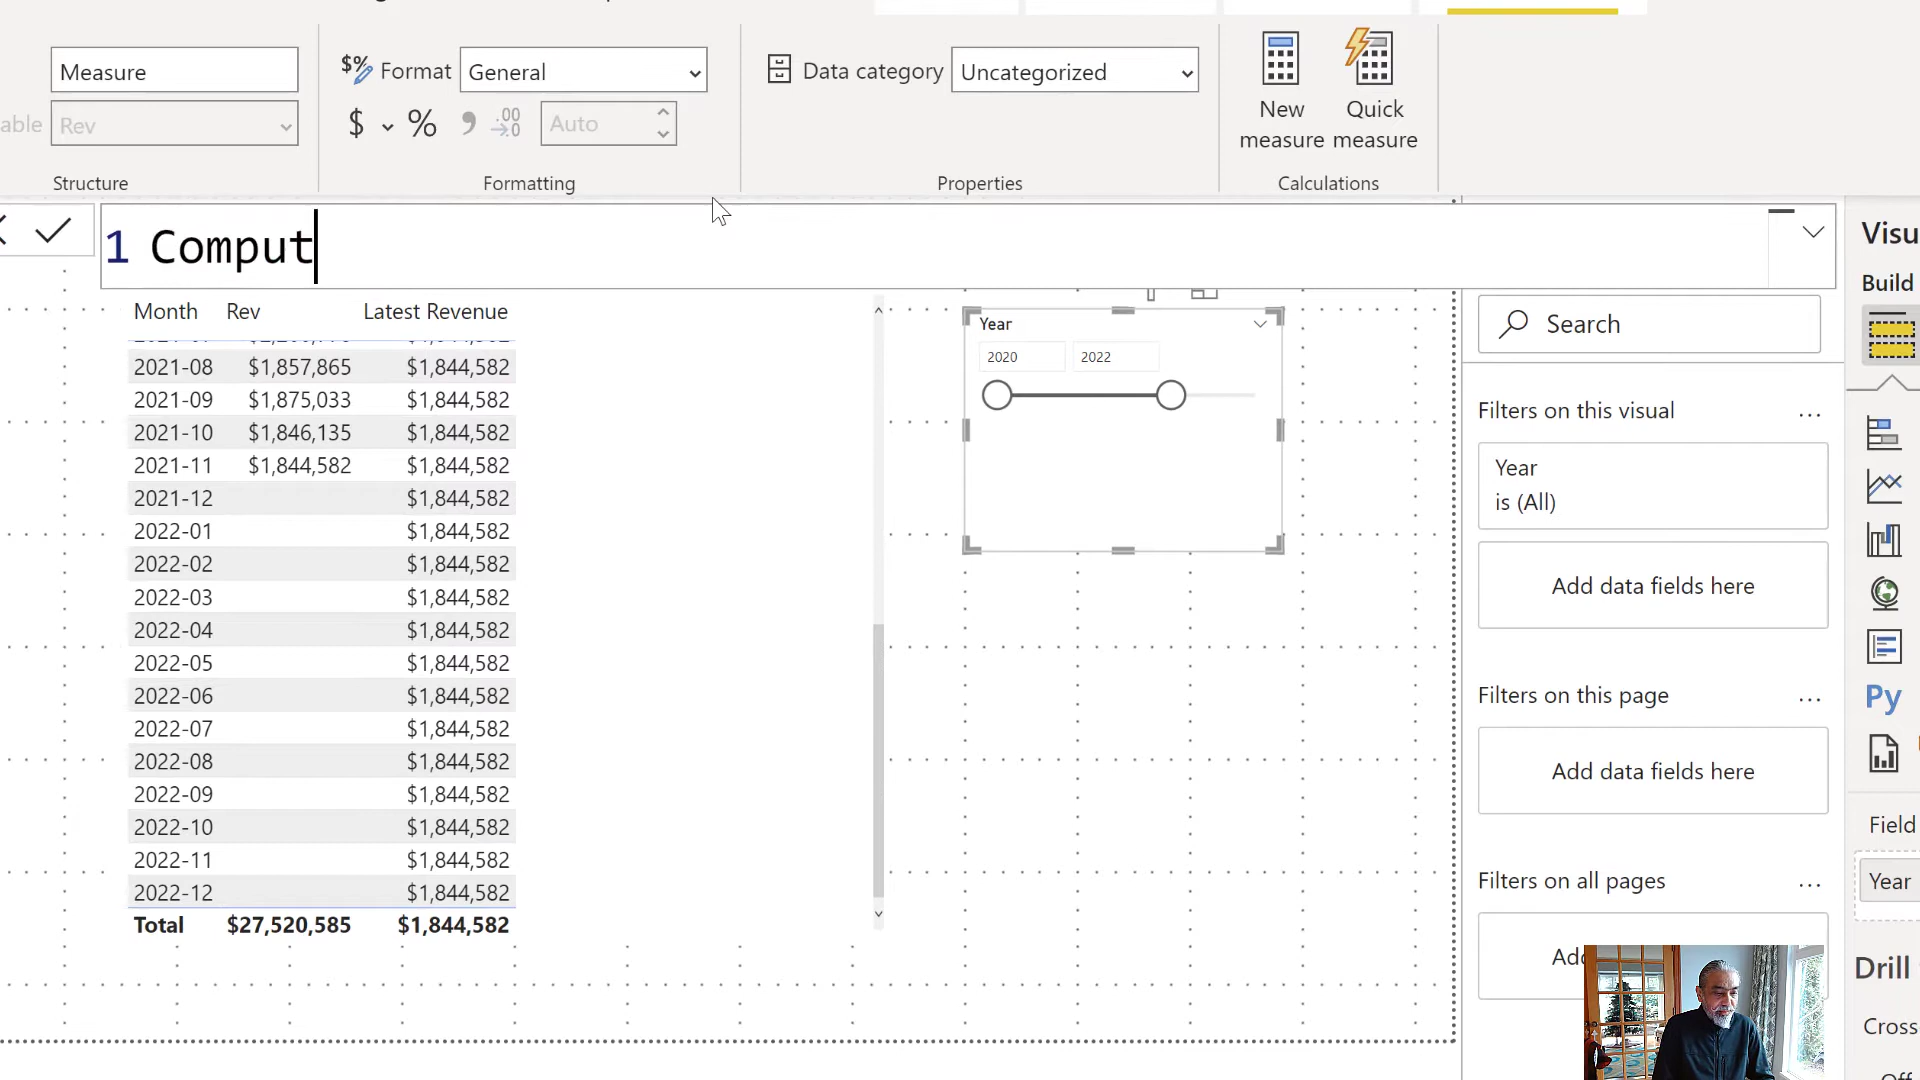 Measure
Format
General
Data category
Uncategorized
New
measure
Quick
measure
able
Rev
$
%
.00
.0
Auto
Structure
Formatting
Properties
Calculations
1 Comput
Visu
Build
Month Rev Latest Revenue
2021-08 $1,857,865 $1,844,582
2021-09 $1,875,033 $1,844,582
2021-10 $1,846,135 $1,844,582
2021-11 $1,844,582 $1,844,582
2021-12 $1,844,582
2022-01 $1,844,582
2022-02 $1,844,582
2022-03 $1,844,582
2022-04 $1,844,582
2022-05 $1,844,582
2022-06 $1,844,582
2022-07 $1,844,582
2022-08 $1,844,582
2022-09 $1,844,582
2022-10 $1,844,582
2022-11 $1,844,582
2022-12 $1,844,582
Total $27,520,585 $1,844,582
Year
2020 2022
Search
Filters on this visual ...
Year
is (All)
Add data fields here
Filters on this page ...
Add data fields here
Filters on all pages ...
Py
Field
Year
Drill
Cross